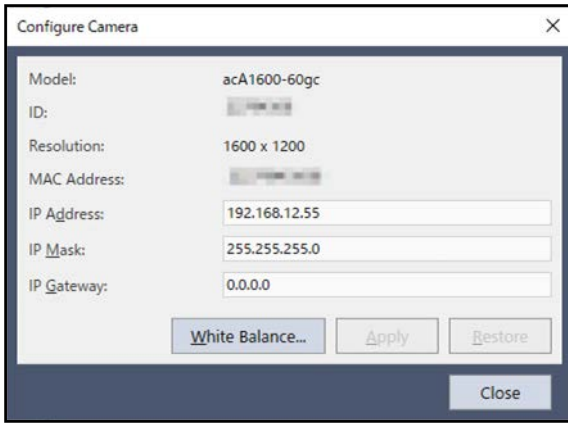 Configure Camera
Model: acA1600-60gc
ID:
Resolution: 1600 x 1200
MAC Address:
IP Address: 192.168.12.55
IP Mask: 255.255.255.0
IP Gateway: 0.0.0.0
White Balance... Apply Restore
Close